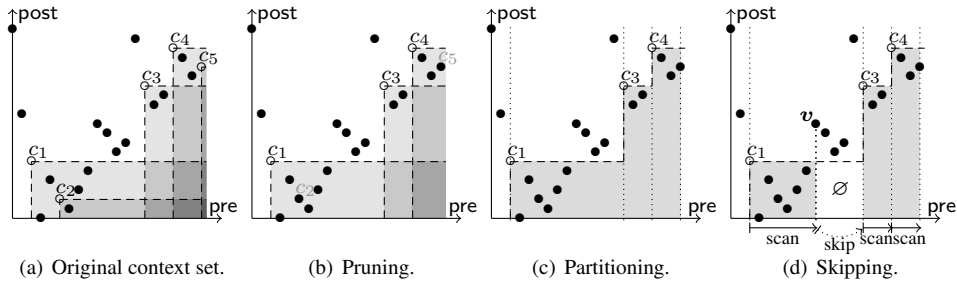 post post post post
c4 c4 c4
c5 c5
c3 c3 c3 c3
c4
v
c1 c1 c1 c1
c2 c2
∅
pre pre pre pre
scan skip scan scan
(a) Original context set. (b) Pruning. (c) Partitioning. (d) Skipping.